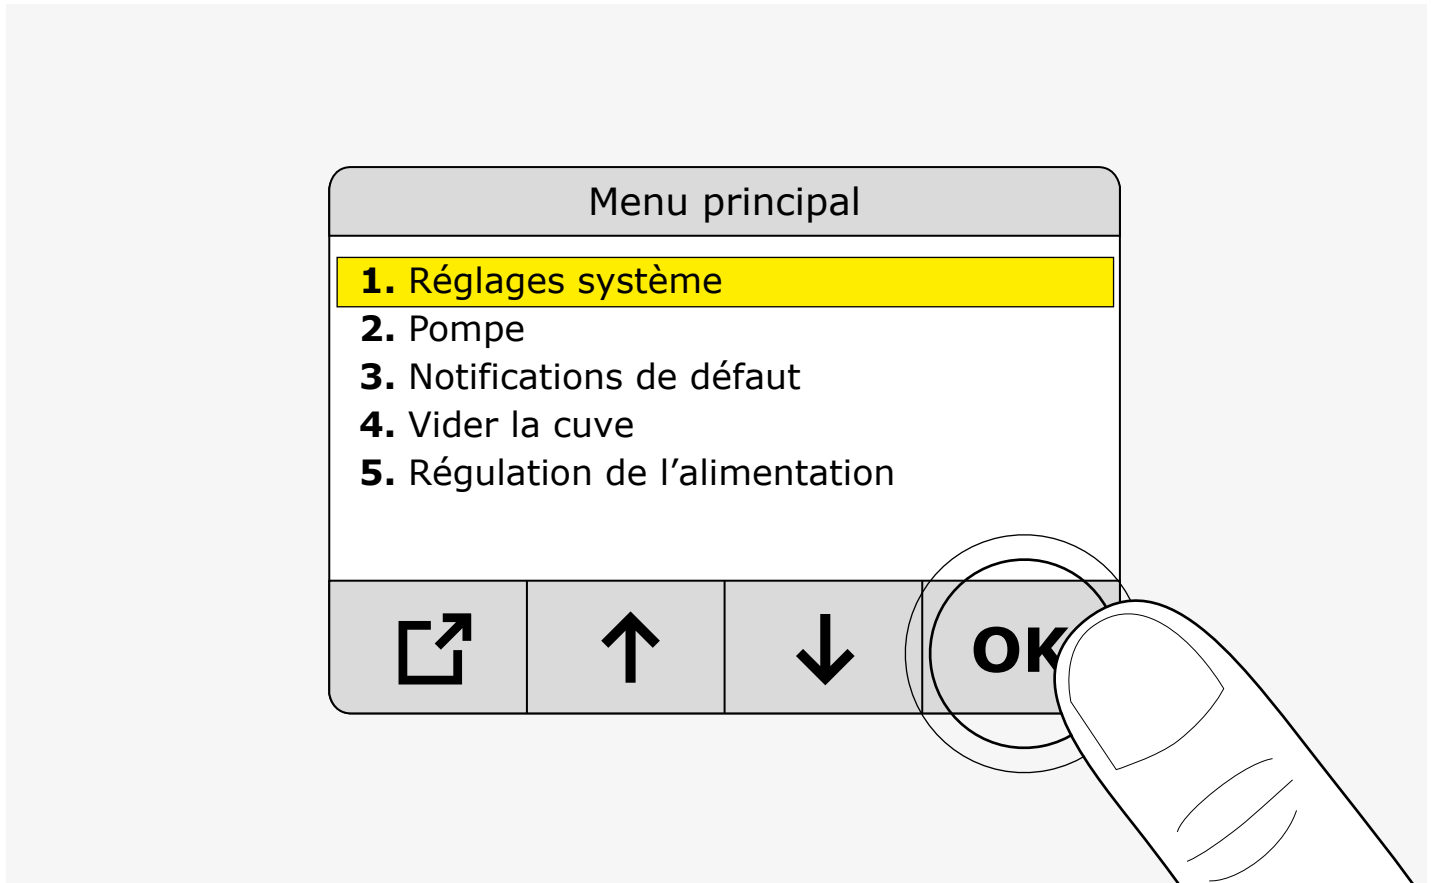 Menu principal
1. Réglages système
2. Pompe
3. Notifications de défaut
4. Vider la cuve
5. Régulation de l’alimentation
OK